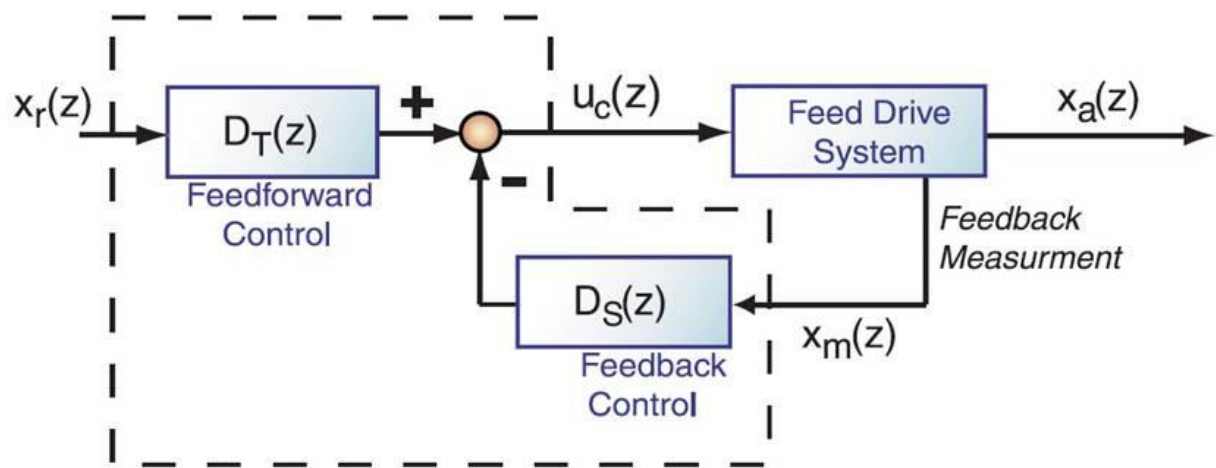 x_r(z)
D_T(z)
Feedforward
Control
+
-
u_c(z)
Feed Drive
System
x_a(z)
Feedback
Measurment
D_S(z)
Feedback
Control
x_m(z)